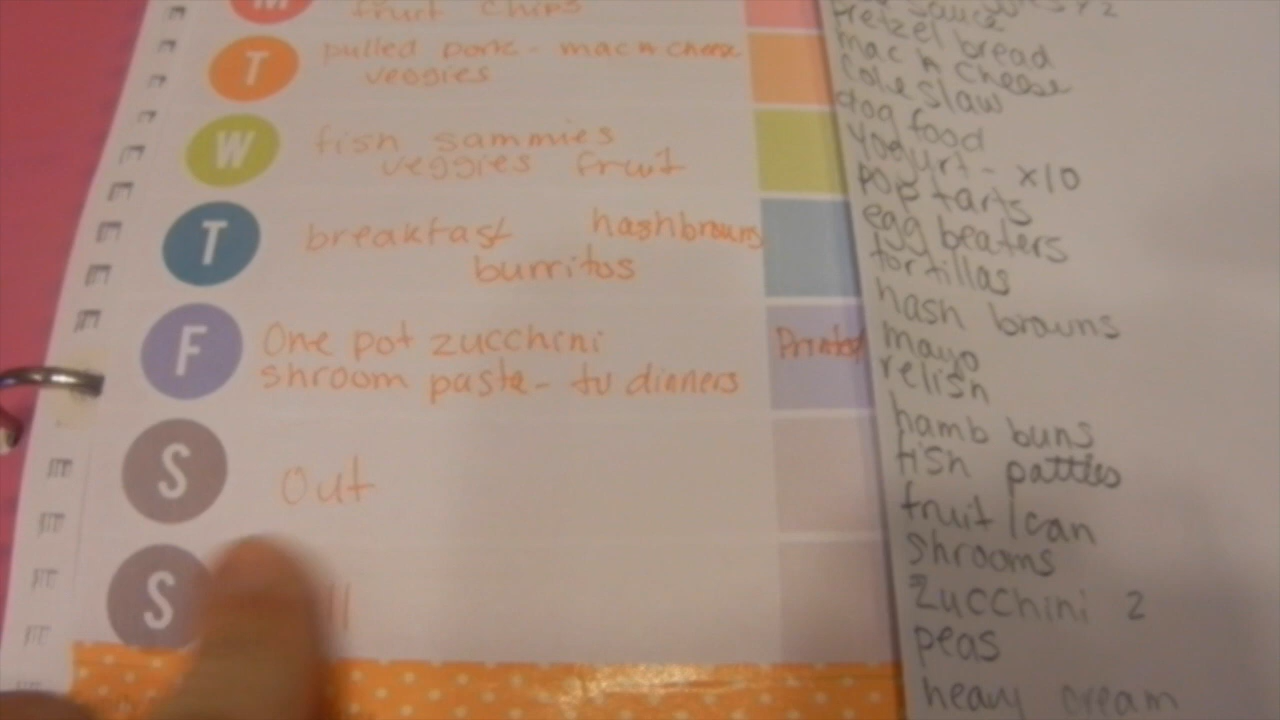 M
fruit chips
T
pulled pork - mac n cheese
veggies
W
fish sammies
veggies fruit
T
breakfast hashbrowns
burritos
F
One pot zucchini
shroom pasta - tv dinners
Printed
S
Out
S
sauce
pretzel bread
mac n cheese
cole slaw
dog food
yogurt - x10
pop tarts
egg beaters
tortillas
hash browns
mayo
relish
hamb buns
fish patties
fruit/can
shrooms
zucchini 2
peas
heavy cream